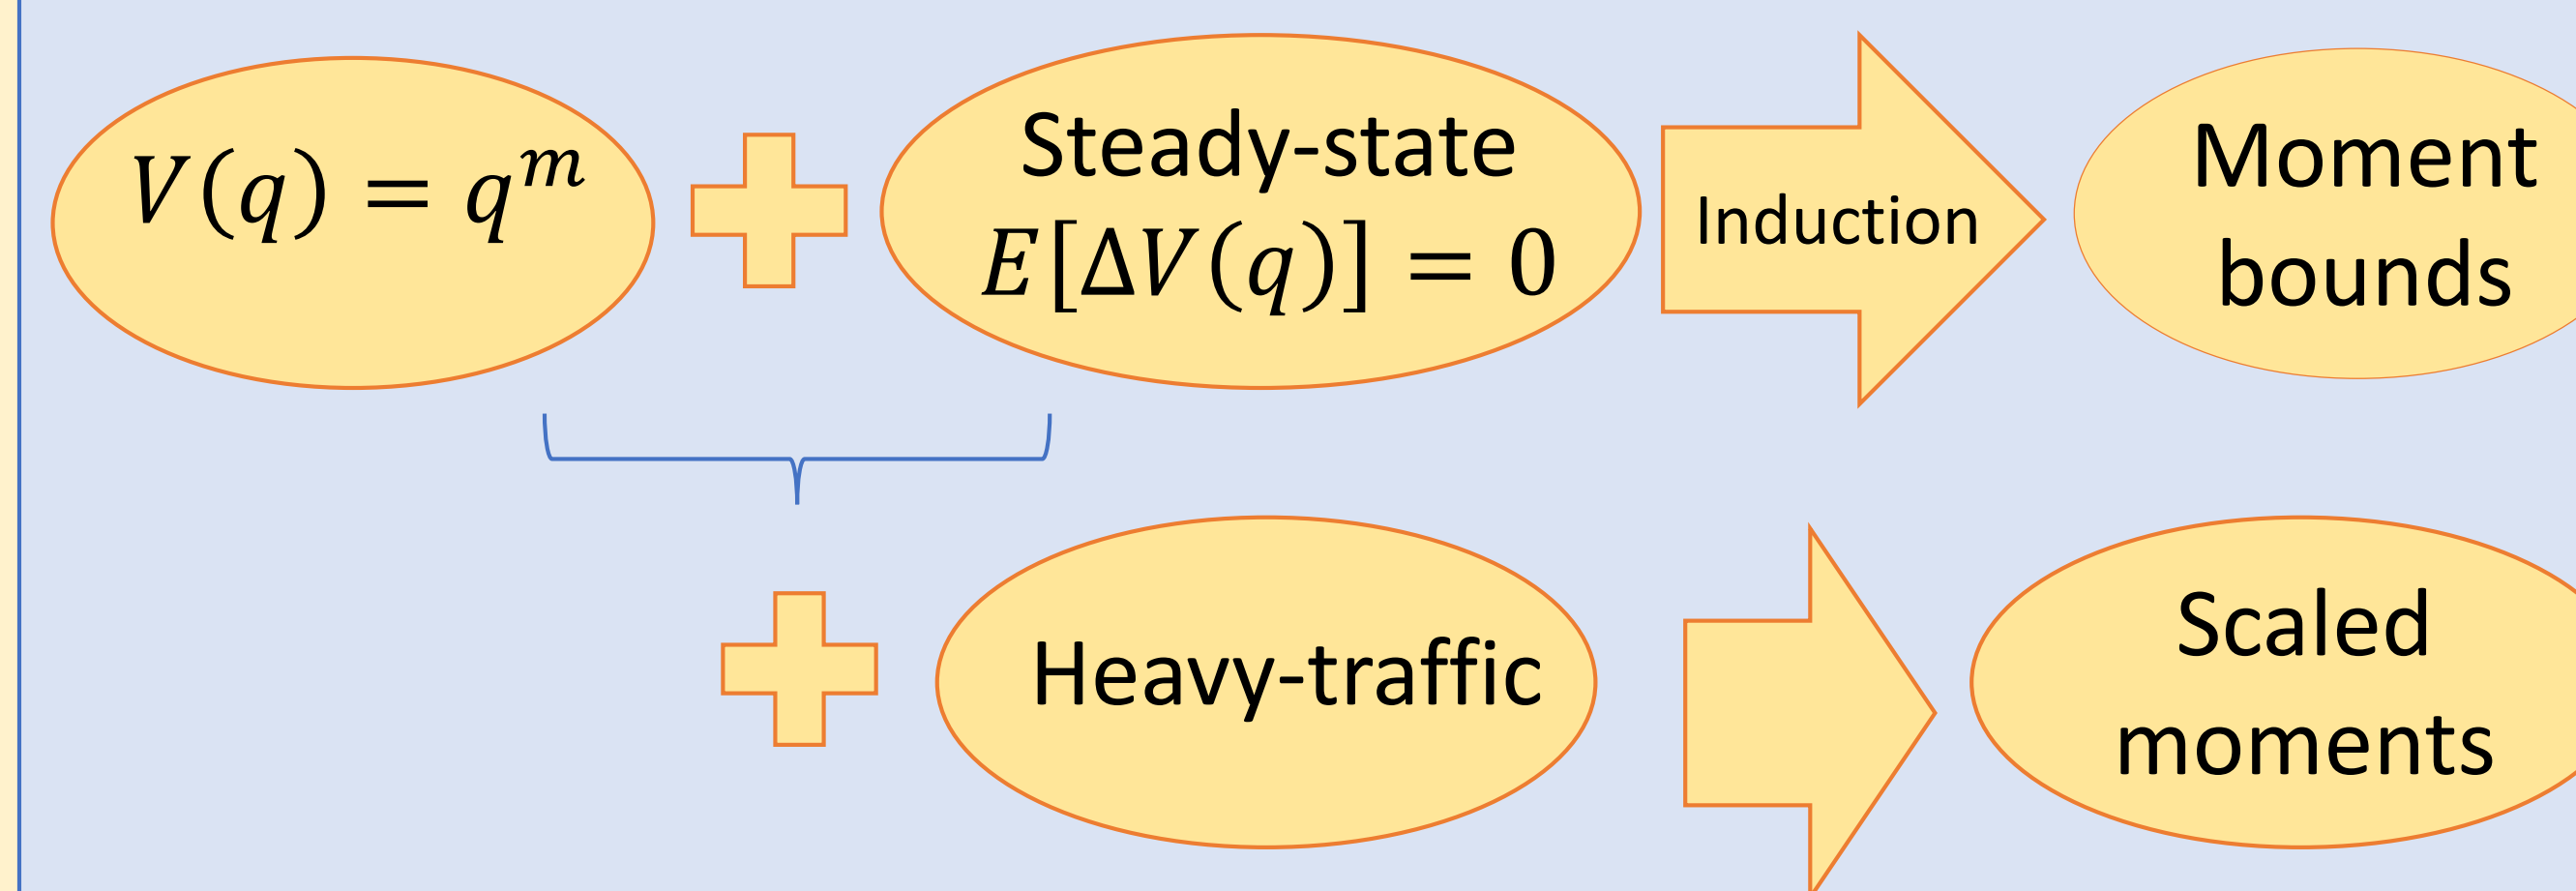 V(q) = q^m
Steady-state
E[ΔV(q)] = 0
Induction
Moment
bounds
Heavy-traffic
Scaled
moments